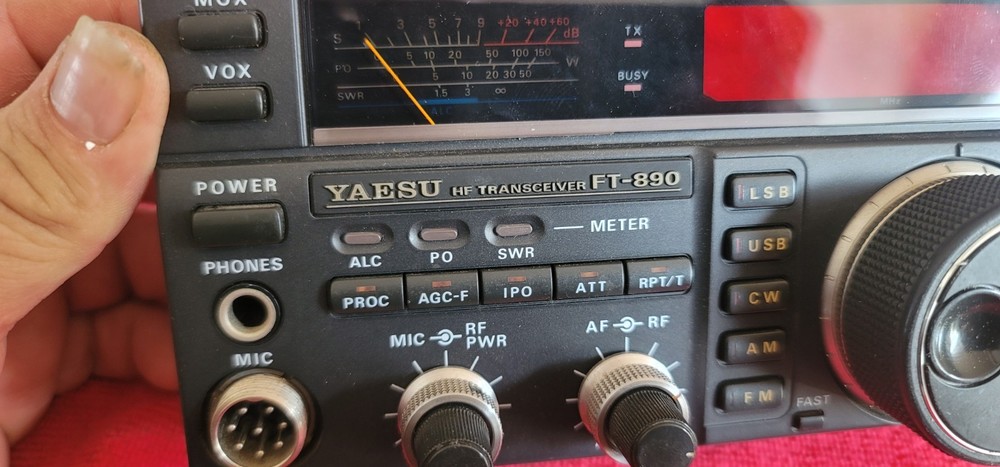 MOX
VOX
POWER
PHONES
MIC
S 1 3 5 7 9 +20 +40 +60 dB
PO 5 10 20 50 100 150 W
5 10 20 30 50
SWR 1.5 3 ∞
TX
BUSY
MHz
YAESU HF TRANSCEIVER FT-890
METER
ALC PO SWR
PROC AGC-F IPO ATT RPT/T
MIC RF PWR
AF RF
LSB
USB
CW
AM
FM
FAST